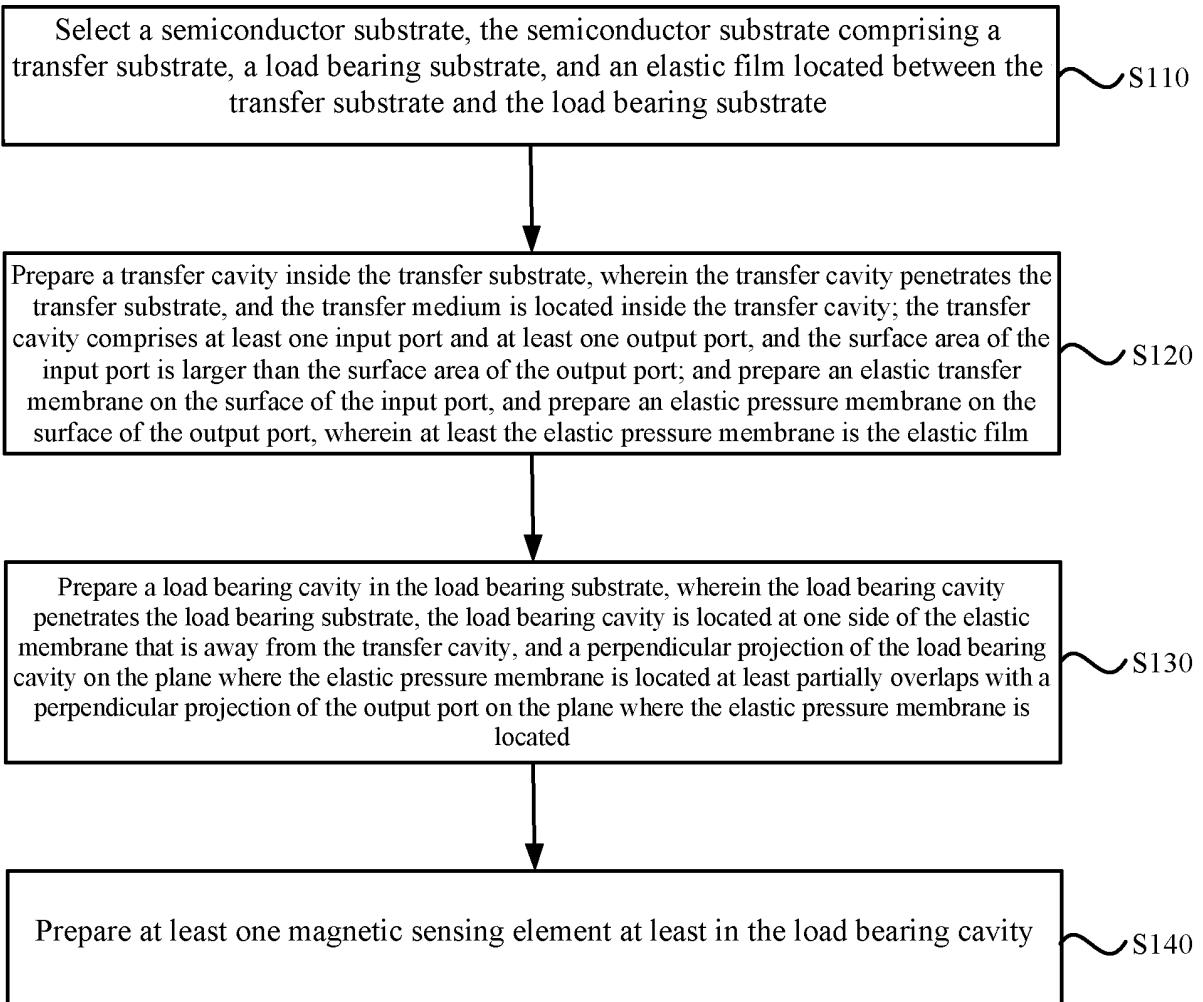 Select a semiconductor substrate, the semiconductor substrate comprising a
transfer substrate, a load bearing substrate, and an elastic film located between the
transfer substrate and the load bearing substrate
S110
Prepare a transfer cavity inside the transfer substrate, wherein the transfer cavity penetrates the
transfer substrate, and the transfer medium is located inside the transfer cavity; the transfer
cavity comprises at least one input port and at least one output port, and the surface area of the
input port is larger than the surface area of the output port; and prepare an elastic transfer
membrane on the surface of the input port, and prepare an elastic pressure membrane on the
surface of the output port, wherein at least the elastic pressure membrane is the elastic film
S120
Prepare a load bearing cavity in the load bearing substrate, wherein the load bearing cavity
penetrates the load bearing substrate, the load bearing cavity is located at one side of the elastic
membrane that is away from the transfer cavity, and a perpendicular projection of the load bearing
cavity on the plane where the elastic pressure membrane is located at least partially overlaps with a
perpendicular projection of the output port on the plane where the elastic pressure membrane is
located
S130
Prepare at least one magnetic sensing element at least in the load bearing cavity
S140